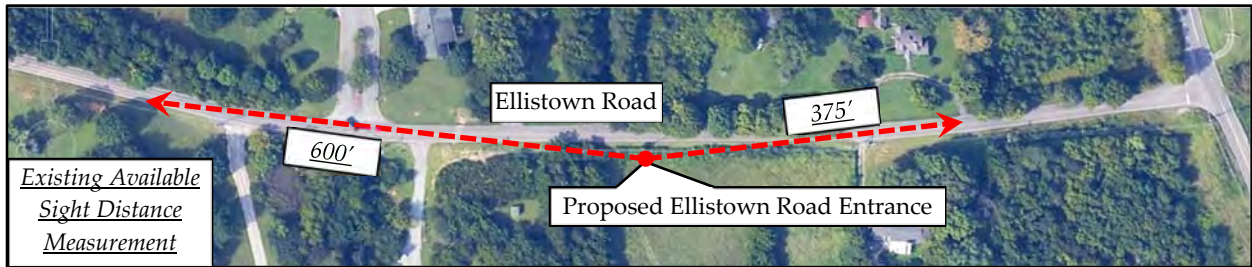 Ellistown Road
375'
600'
Existing Available
Sight Distance
Measurement
Proposed Ellistown Road Entrance